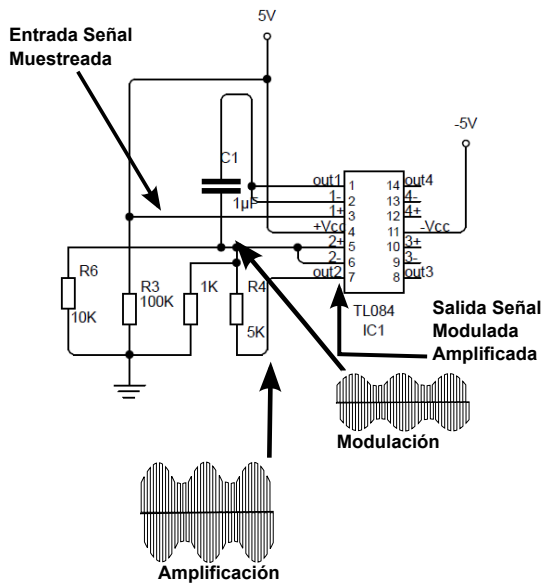 5V
Entrada Señal
Muestreada
-5V
C1
1µF
out1 1 14 out4
1- 2 13 4-
1+ 3 12 4+
+Vcc 4 11 -Vcc
2+ 5 10 3+
2- 6 9 3-
out2 7 8 out3
R6
10K
R3
100K
1K
R4
5K
TL084
IC1
Salida Señal
Modulada
Amplificada
Modulación
Amplificación